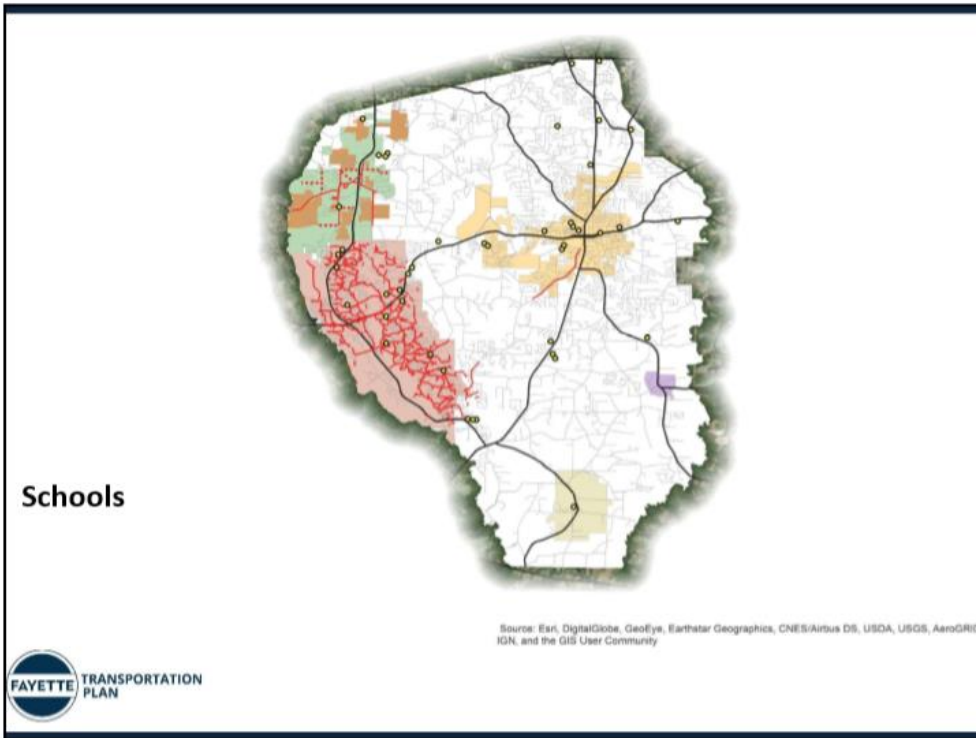 Schools
Source: Esri, DigitalGlobe, GeoEye, Earthstar Geographics, CNES/Airbus DS, USDA, USGS, AeroGRID
IGN, and the GIS User Community
FAYETTE
TRANSPORTATION
PLAN